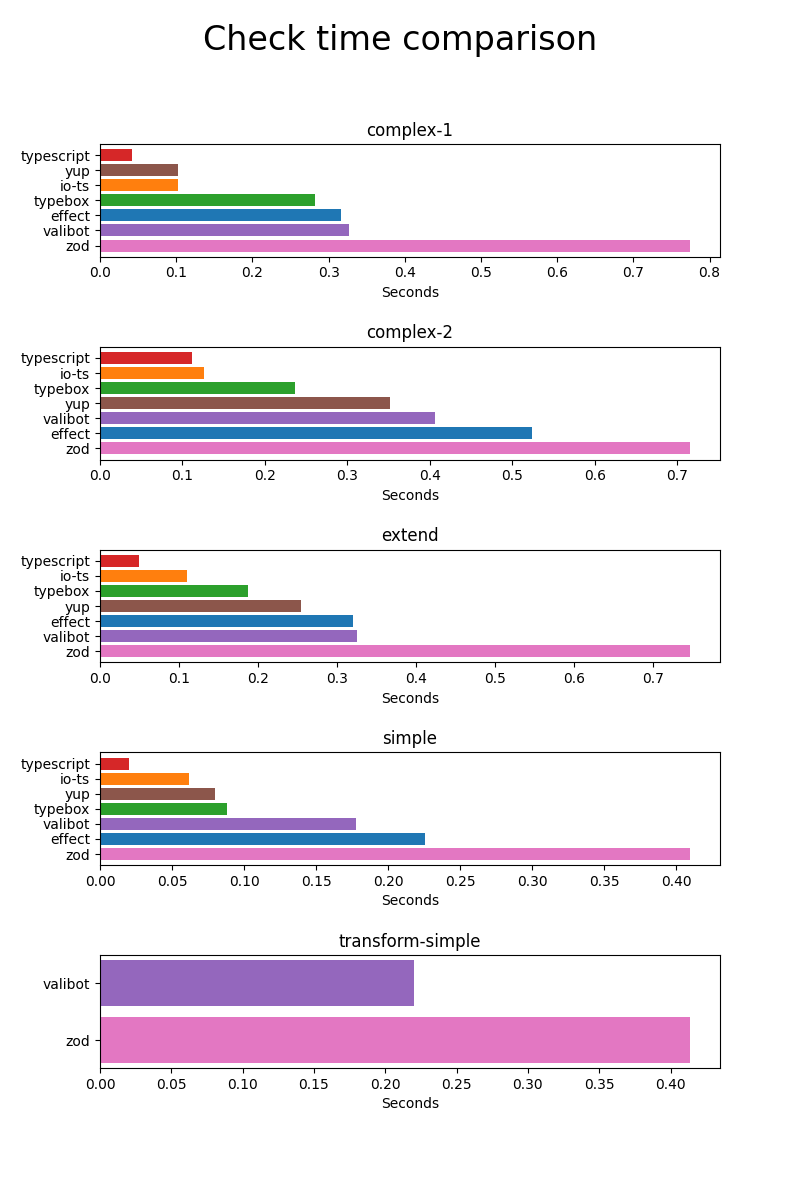 Check time comparison
complex-1
typescript
yup
io-ts
typebox
effect
valibot
zod
0.0 0.1 0.2 0.3 0.4 0.5 0.6 0.7 0.8
Seconds
complex-2
typescript
io-ts
typebox
yup
valibot
effect
zod
0.0 0.1 0.2 0.3 0.4 0.5 0.6 0.7
Seconds
extend
typescript
io-ts
typebox
yup
effect
valibot
zod
0.0 0.1 0.2 0.3 0.4 0.5 0.6 0.7
Seconds
simple
typescript
io-ts
yup
typebox
valibot
effect
zod
0.00 0.05 0.10 0.15 0.20 0.25 0.30 0.35 0.40
Seconds
transform-simple
valibot
zod
0.00 0.05 0.10 0.15 0.20 0.25 0.30 0.35 0.40
Seconds